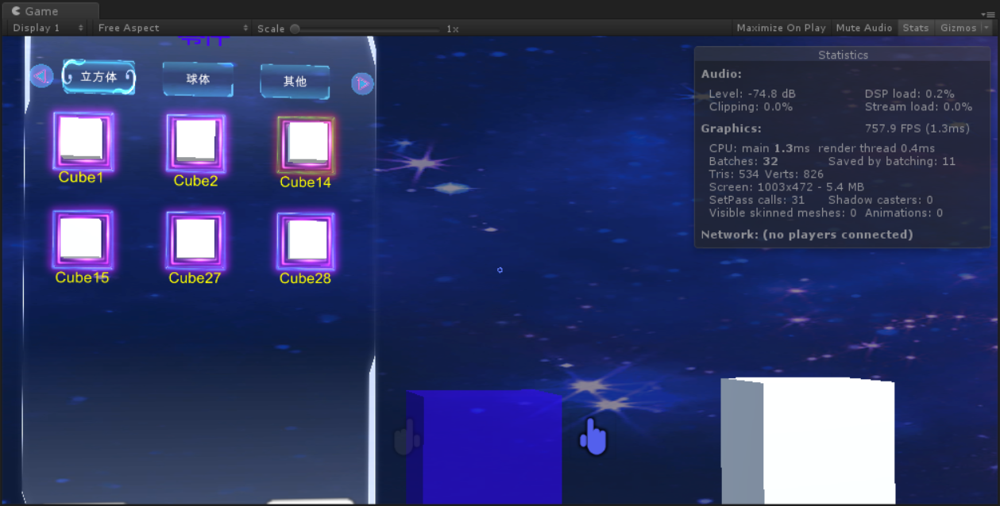 Game
Display 1 Free Aspect Scale 1x Maximize On Play Mute Audio Stats Gizmos
立方体 球体 其他
Cube1 Cube2 Cube14
Cube15 Cube27 Cube28
Statistics
Audio:
Level: -74.8 dB DSP load: 0.2%
Clipping: 0.0% Stream load: 0.0%
Graphics: 757.9 FPS (1.3ms)
CPU: main 1.3ms render thread 0.4ms
Batches: 32 Saved by batching: 11
Tris: 534 Verts: 826
Screen: 1003x472 - 5.4 MB
SetPass calls: 31 Shadow casters: 0
Visible skinned meshes: 0 Animations: 0
Network: (no players connected)